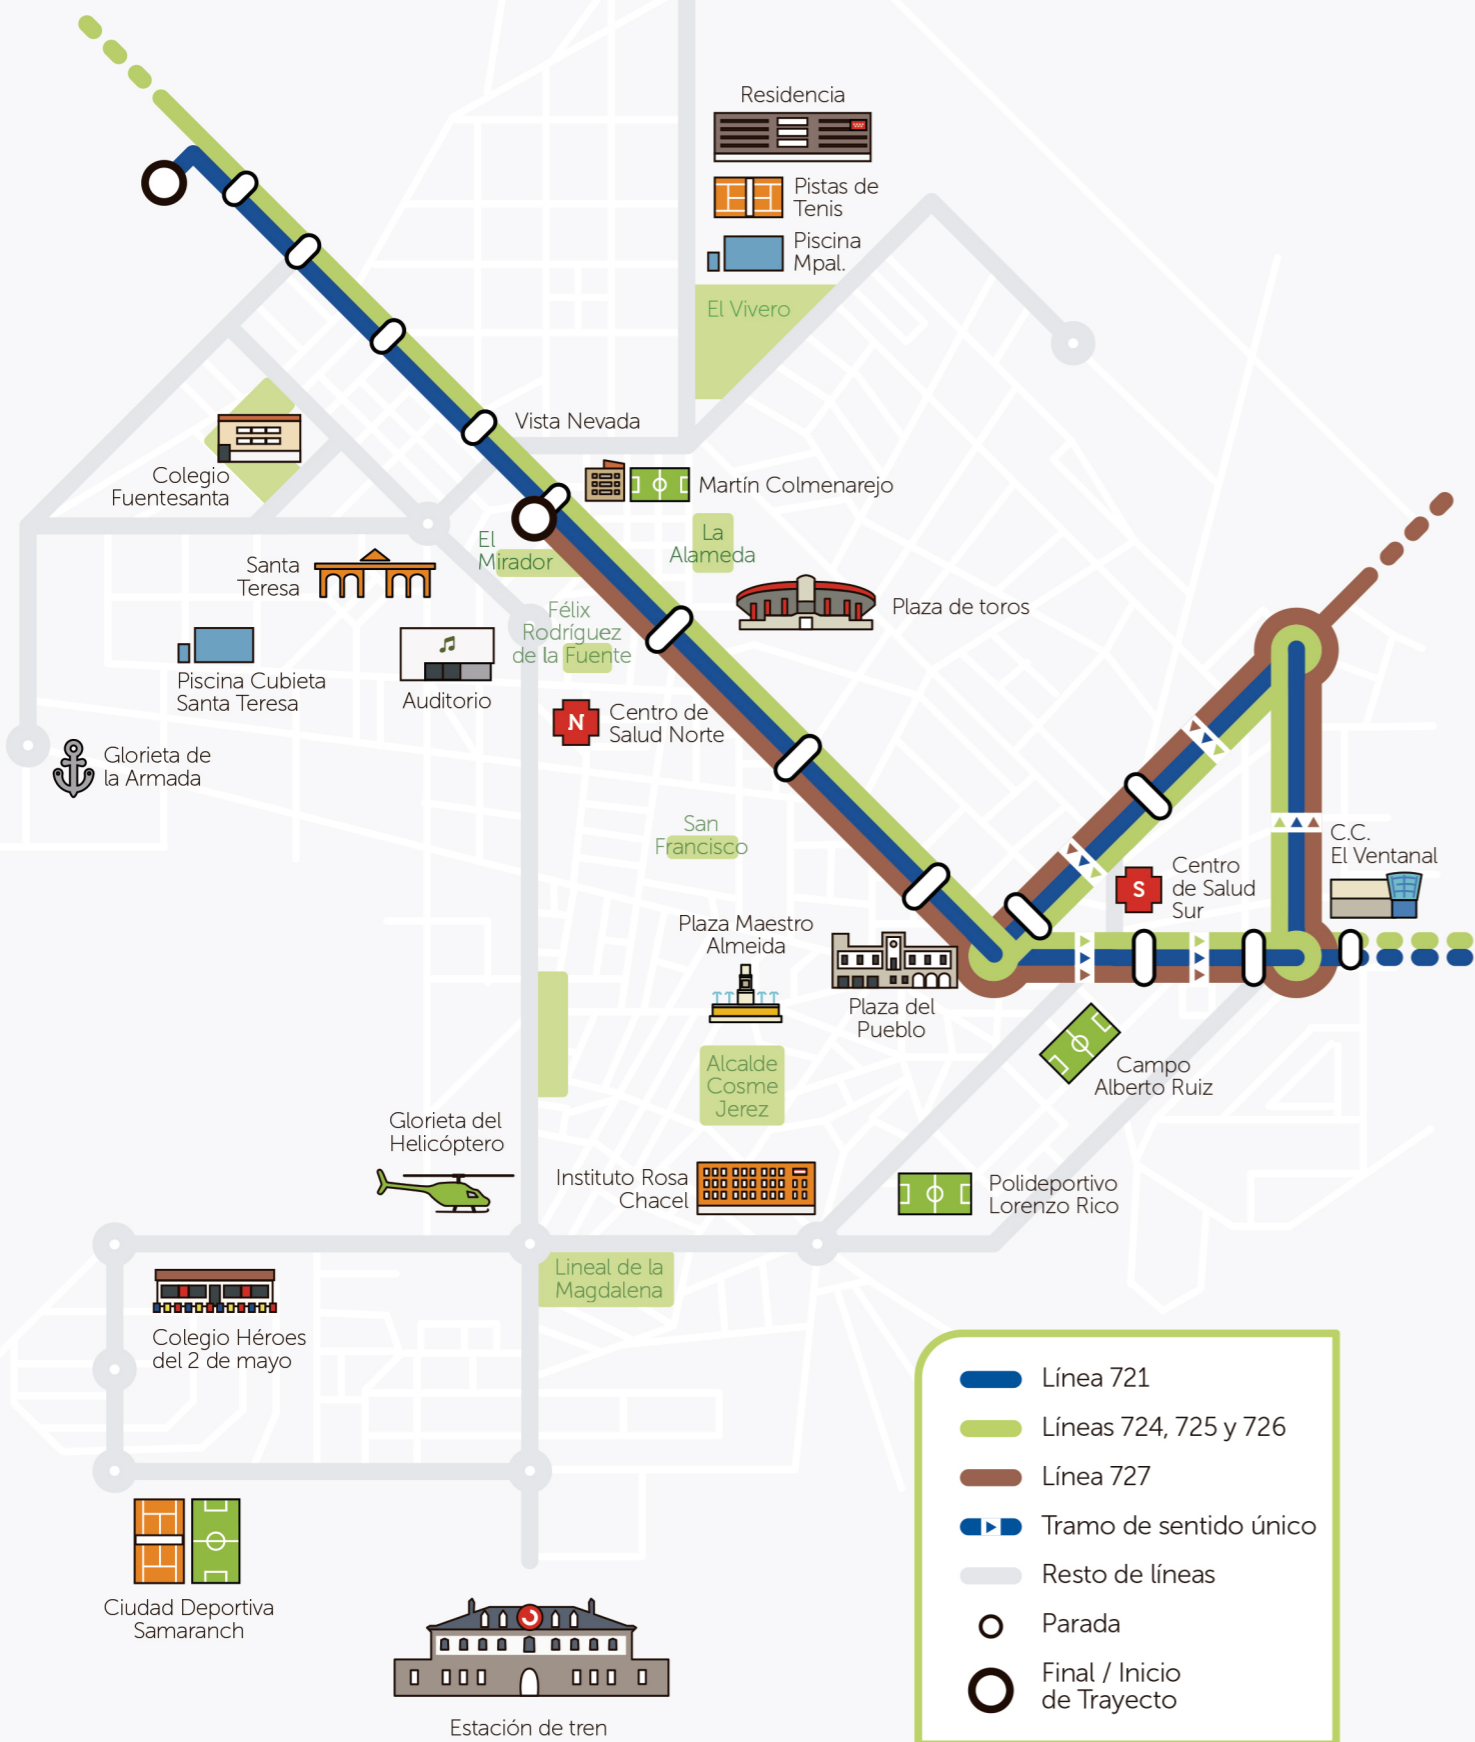 Residencia
Pistas de
Tenis
Piscina
Mpal.
El Vivero
Vista Nevada
Colegio
Fuentesanta
Martín Colmenarejo
El
Mirador
La
Alameda
Santa
Teresa
Plaza de toros
Félix
Rodríguez
de la Fuente
Piscina Cubieta
Santa Teresa
Auditorio
N
Centro de
Salud Norte
Glorieta de
la Armada
San
Francisco
C.C.
El Ventanal
S
Centro
de Salud
Sur
Plaza Maestro
Almeida
Plaza del
Pueblo
Campo
Alberto Ruiz
Alcalde
Cosme
Jerez
Glorieta del
Helicóptero
Instituto Rosa
Chacel
Polideportivo
Lorenzo Rico
Lineal de la
Magdalena
Colegio Héroes
del 2 de mayo
Ciudad Deportiva
Samaranch
Estación de tren
Línea 721
Líneas 724, 725 y 726
Línea 727
Tramo de sentido único
Resto de líneas
Parada
Final / Inicio
de Trayecto